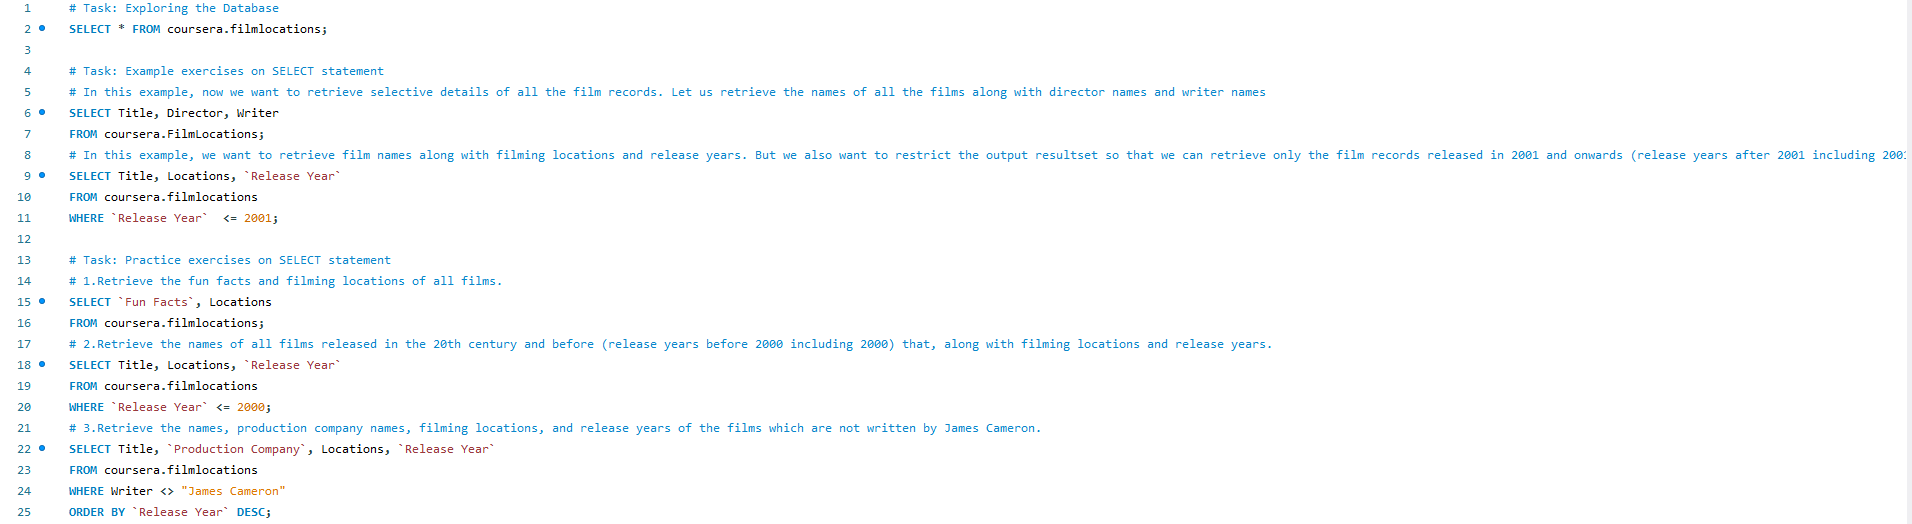 1 # Task: Exploring the Database
2 SELECT * FROM coursera.filmlocations;
3
4 # Task: Example exercises on SELECT statement
5 # In this example, now we want to retrieve selective details of all the film records. Let us retrieve the names of all the films along with director names and writer names
6 SELECT Title, Director, Writer
7 FROM coursera.FilmLocations;
8 # In this example, we want to retrieve film names along with filming locations and release years. But we also want to restrict the output resultset so that we can retrieve only the film records released in 2001 and onwards (release years after 2001 including 2001
9 SELECT Title, Locations, `Release Year`
10 FROM coursera.filmlocations
11 WHERE `Release Year`  <= 2001;
12
13 # Task: Practice exercises on SELECT statement
14 # 1.Retrieve the fun facts and filming locations of all films.
15 SELECT `Fun Facts`, Locations
16 FROM coursera.filmlocations;
17 # 2.Retrieve the names of all films released in the 20th century and before (release years before 2000 including 2000) that, along with filming locations and release years.
18 SELECT Title, Locations, `Release Year`
19 FROM coursera.filmlocations
20 WHERE `Release Year` <= 2000;
21 # 3.Retrieve the names, production company names, filming locations, and release years of the films which are not written by James Cameron.
22 SELECT Title, `Production Company`, Locations, `Release Year`
23 FROM coursera.filmlocations
24 WHERE Writer <> "James Cameron"
25 ORDER BY `Release Year` DESC;